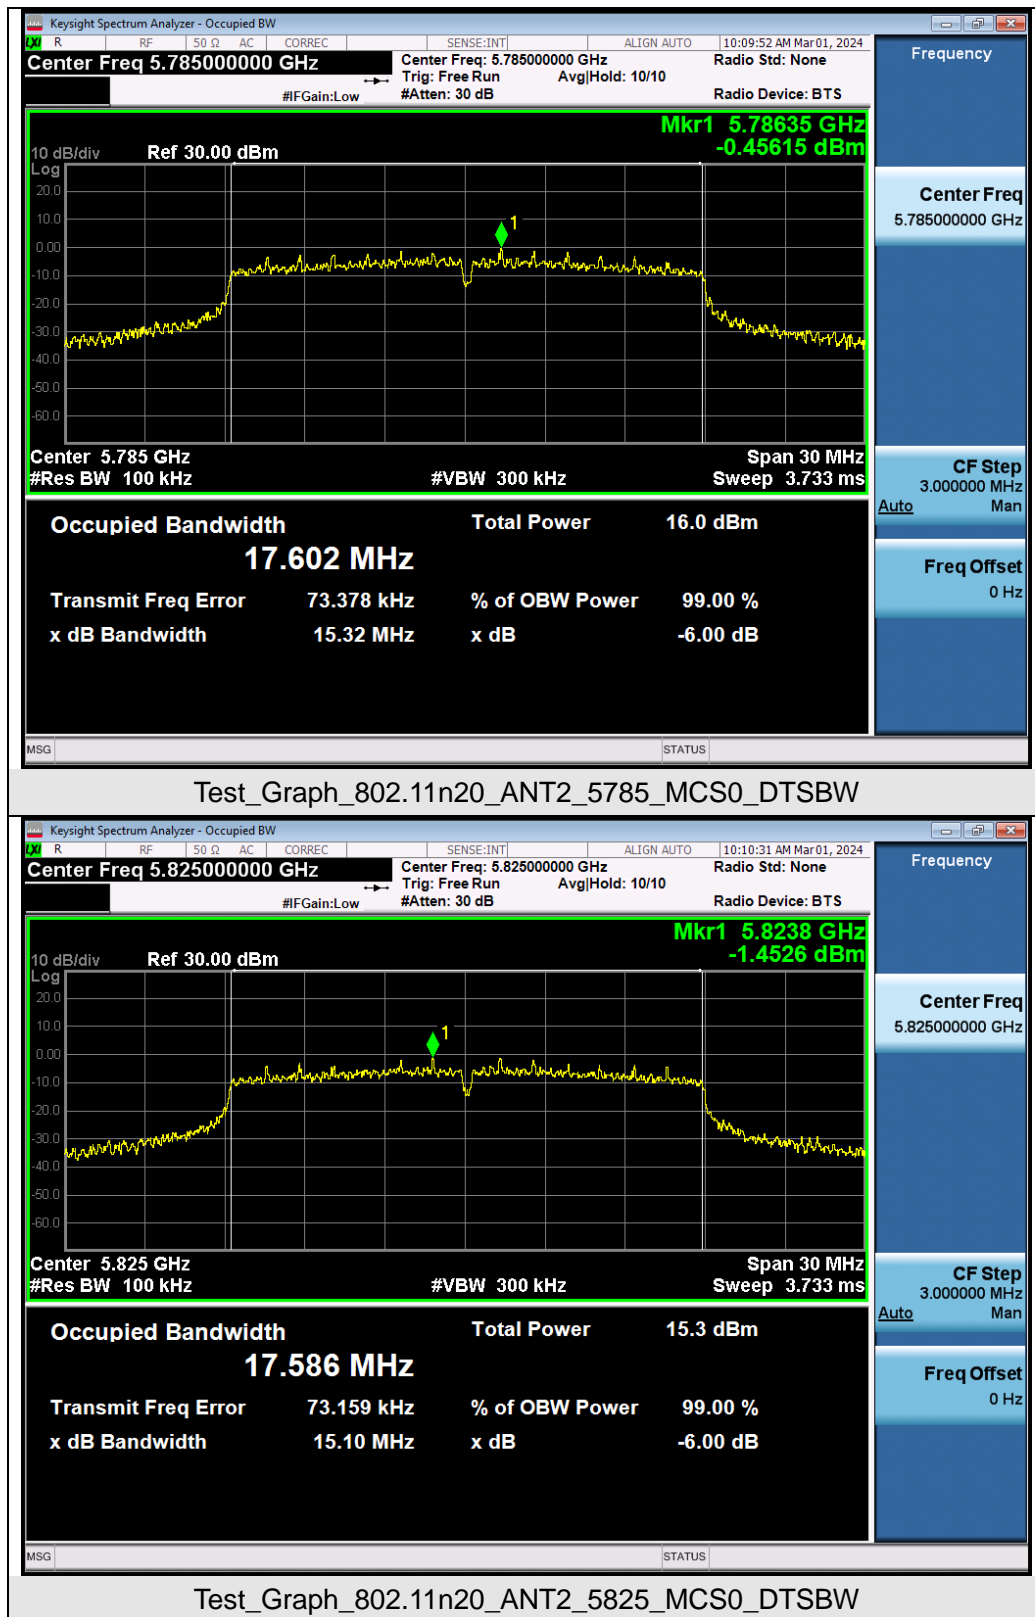 Keysight Spectrum Analyzer - Occupied BW
LXI R RF 50 Ω AC CORREC SENSE:INT ALIGN AUTO 10:09:52 AM Mar 01, 2024
Center Freq 5.785000000 GHz
Center Freq: 5.785000000 GHz
Radio Std: None
Trig: Free Run Avg|Hold: 10/10
#IFGain:Low
#Atten: 30 dB
Radio Device: BTS
Frequency
Mkr1 5.78635 GHz
-0.45615 dBm
10 dB/div Ref 30.00 dBm
Log
20.0
10.0
1
0.00
-10.0
-20.0
-30.0
-40.0
-50.0
-60.0
Center 5.785 GHz
Span 30 MHz
#Res BW 100 kHz
#VBW 300 kHz
Sweep 3.733 ms
Center Freq
5.785000000 GHz
CF Step
3.000000 MHz
Auto Man
Freq Offset
0 Hz
Occupied Bandwidth
Total Power 16.0 dBm
17.602 MHz
Transmit Freq Error 73.378 kHz % of OBW Power 99.00 %
x dB Bandwidth 15.32 MHz x dB -6.00 dB
MSG STATUS
Test_Graph_802.11n20_ANT2_5785_MCS0_DTSBW
Keysight Spectrum Analyzer - Occupied BW
LXI R RF 50 Ω AC CORREC SENSE:INT ALIGN AUTO 10:10:31 AM Mar 01, 2024
Center Freq 5.825000000 GHz
Center Freq: 5.825000000 GHz
Radio Std: None
Trig: Free Run Avg|Hold: 10/10
#IFGain:Low
#Atten: 30 dB
Radio Device: BTS
Frequency
Mkr1 5.8238 GHz
-1.4526 dBm
10 dB/div Ref 30.00 dBm
Log
20.0
10.0
1
0.00
-10.0
-20.0
-30.0
-40.0
-50.0
-60.0
Center 5.825 GHz
Span 30 MHz
#Res BW 100 kHz
#VBW 300 kHz
Sweep 3.733 ms
Center Freq
5.825000000 GHz
CF Step
3.000000 MHz
Auto Man
Freq Offset
0 Hz
Occupied Bandwidth
Total Power 15.3 dBm
17.586 MHz
Transmit Freq Error 73.159 kHz % of OBW Power 99.00 %
x dB Bandwidth 15.10 MHz x dB -6.00 dB
MSG STATUS
Test_Graph_802.11n20_ANT2_5825_MCS0_DTSBW